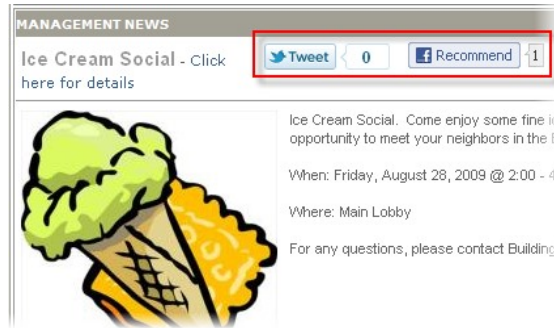 MANAGEMENT NEWS
Ice Cream Social - Click
here for details
Tweet 0 Recommend 1
Ice Cream Social. Come enjoy some fine
opportunity to meet your neighbors in the
When: Friday, August 28, 2009 @ 2:00 -
Where: Main Lobby
For any questions, please contact Building